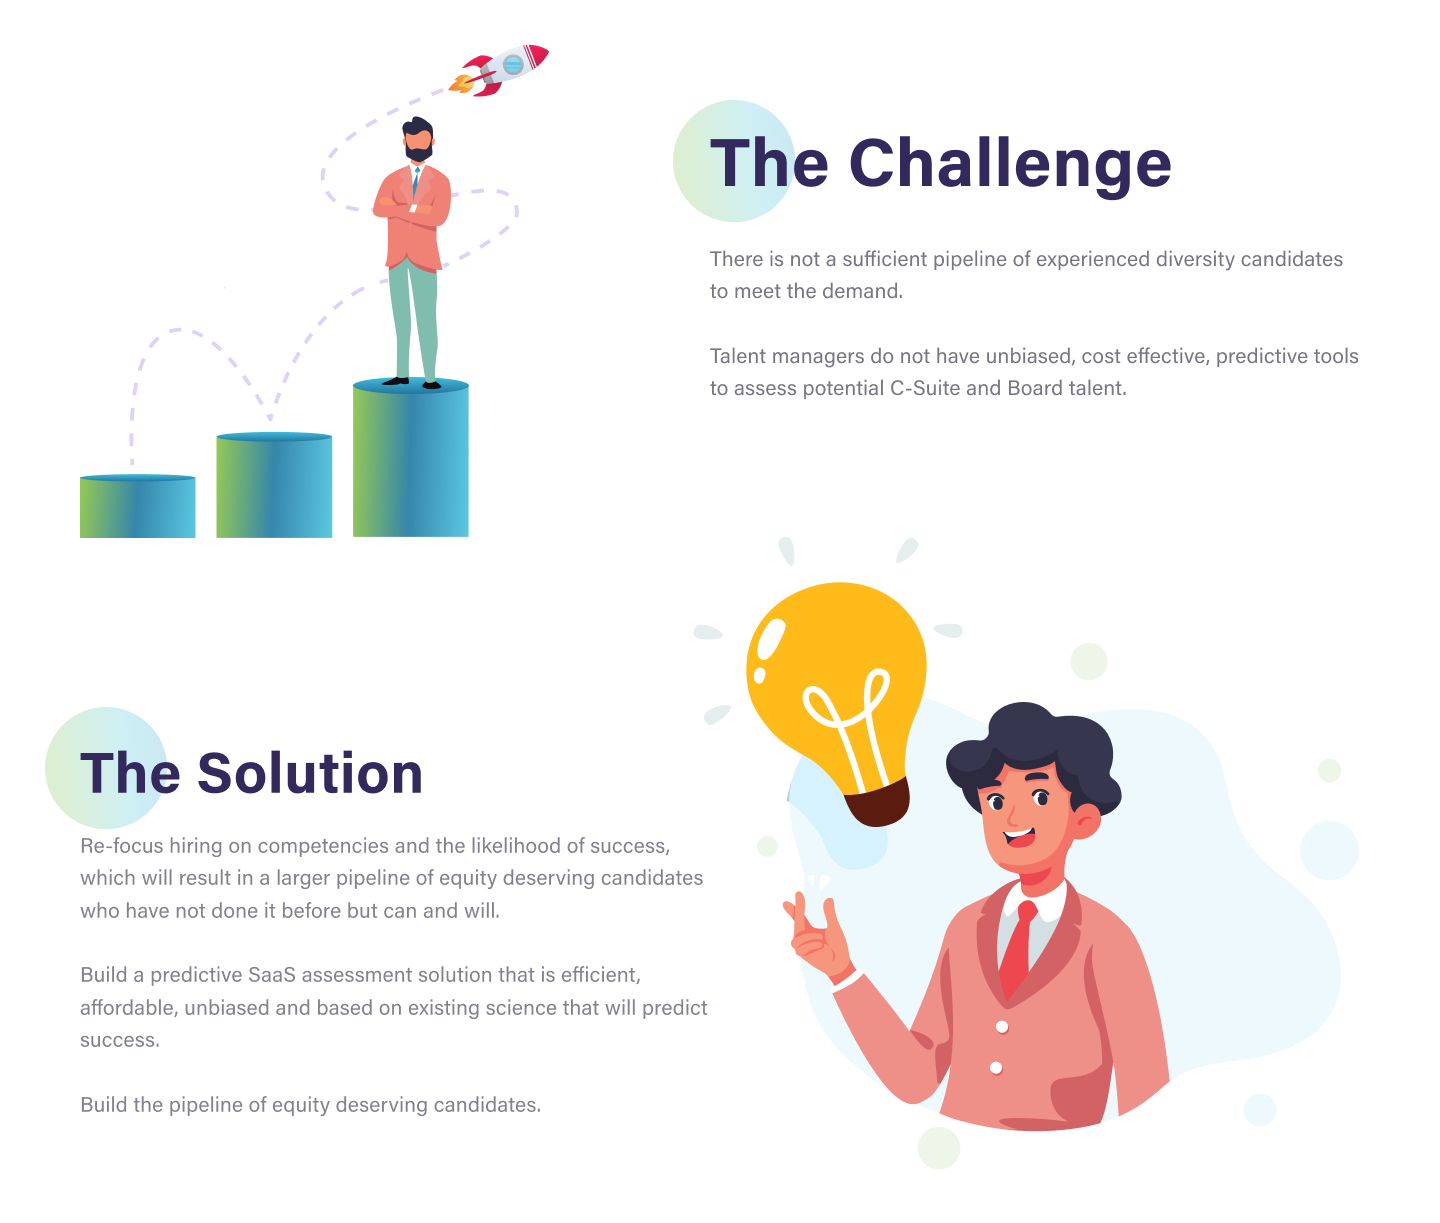 The Challenge
There is not a sufficient pipeline of experienced diversity candidates
to meet the demand.
Talent managers do not have unbiased, cost effective, predictive tools
to assess potential C-Suite and Board talent.
The Solution
Re-focus hiring on competencies and the likelihood of success,
which will result in a larger pipeline of equity deserving candidates
who have not done it before but can and will.
Build a predictive SaaS assessment solution that is efficient,
affordable, unbiased and based on existing science that will predict
success.
Build the pipeline of equity deserving candidates.